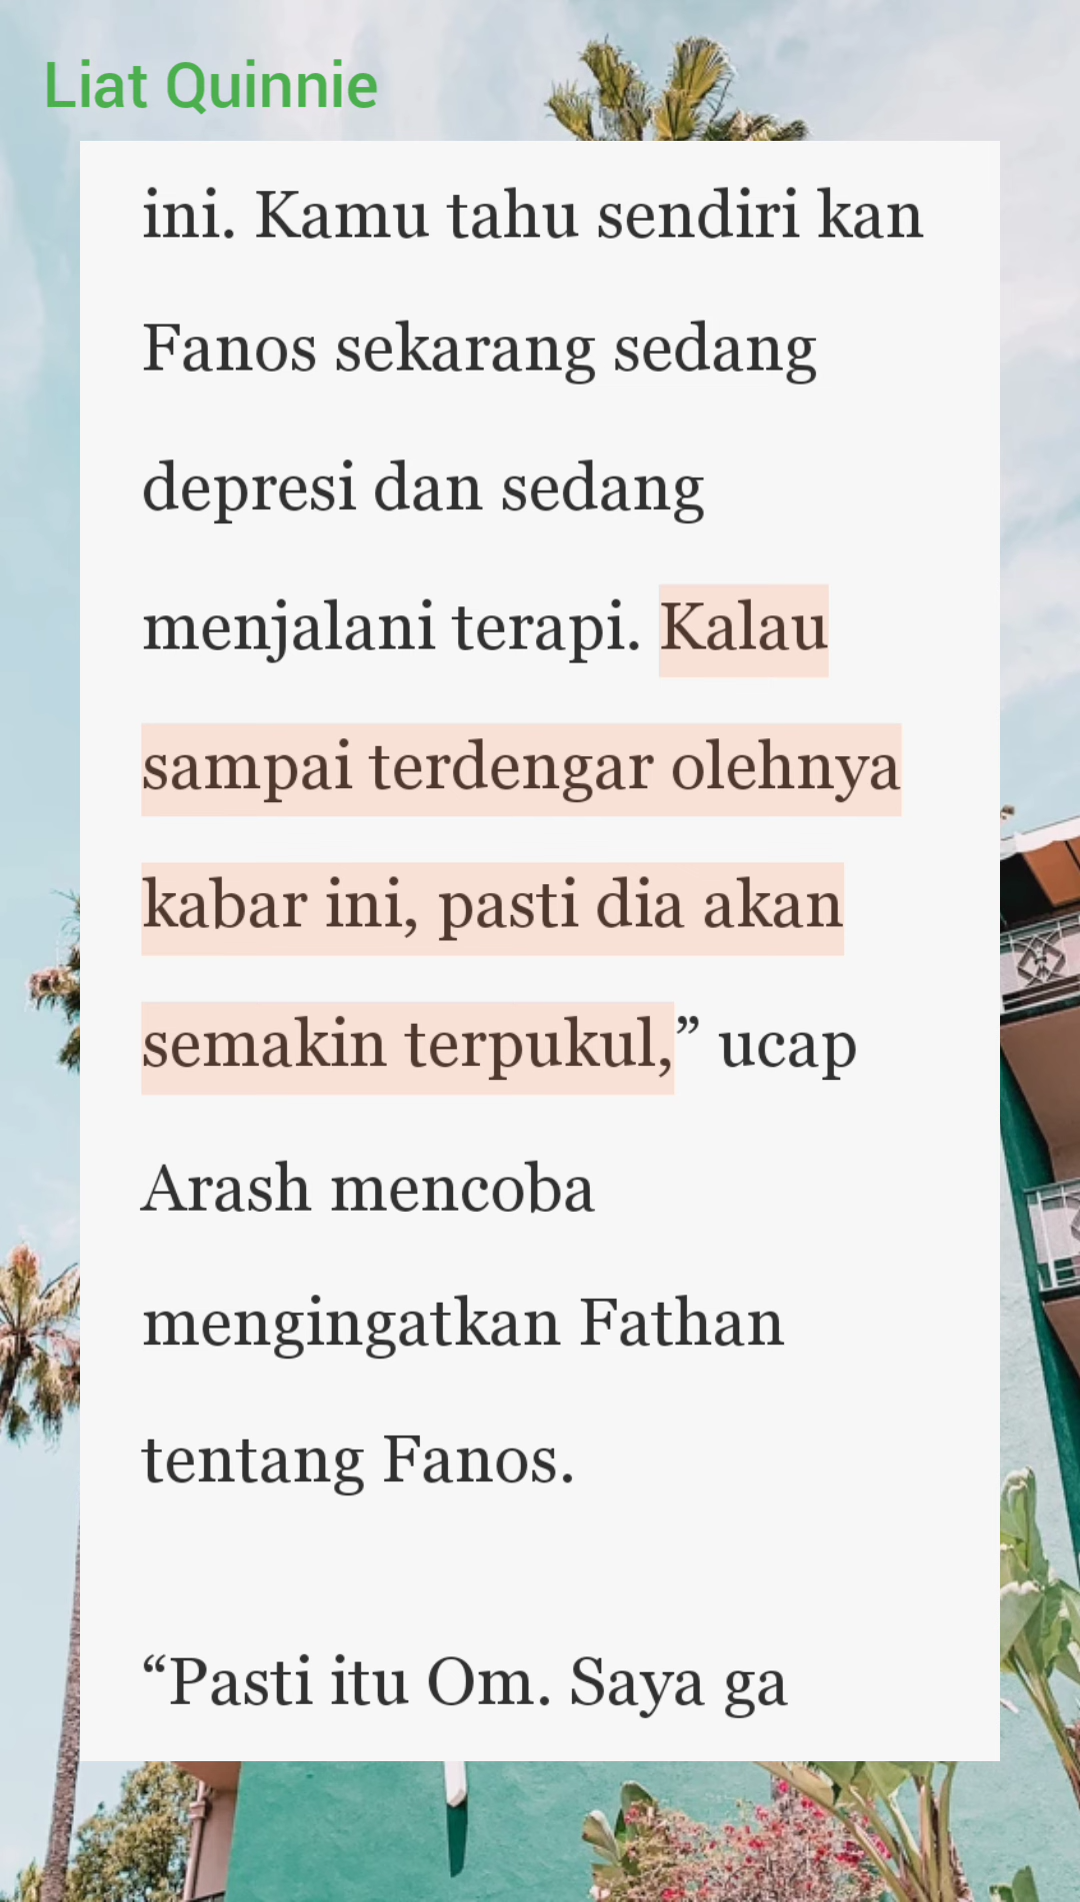 Liat Quinnie
ini. Kamu tahu sendiri kan
Fanos sekarang sedang
depresi dan sedang
menjalani terapi. Kalau
sampai terdengar olehnya
kabar ini, pasti dia akan
semakin terpukul,” ucap
Arash mencoba
mengingatkan Fathan
tentang Fanos.
“Pasti itu Om. Saya ga